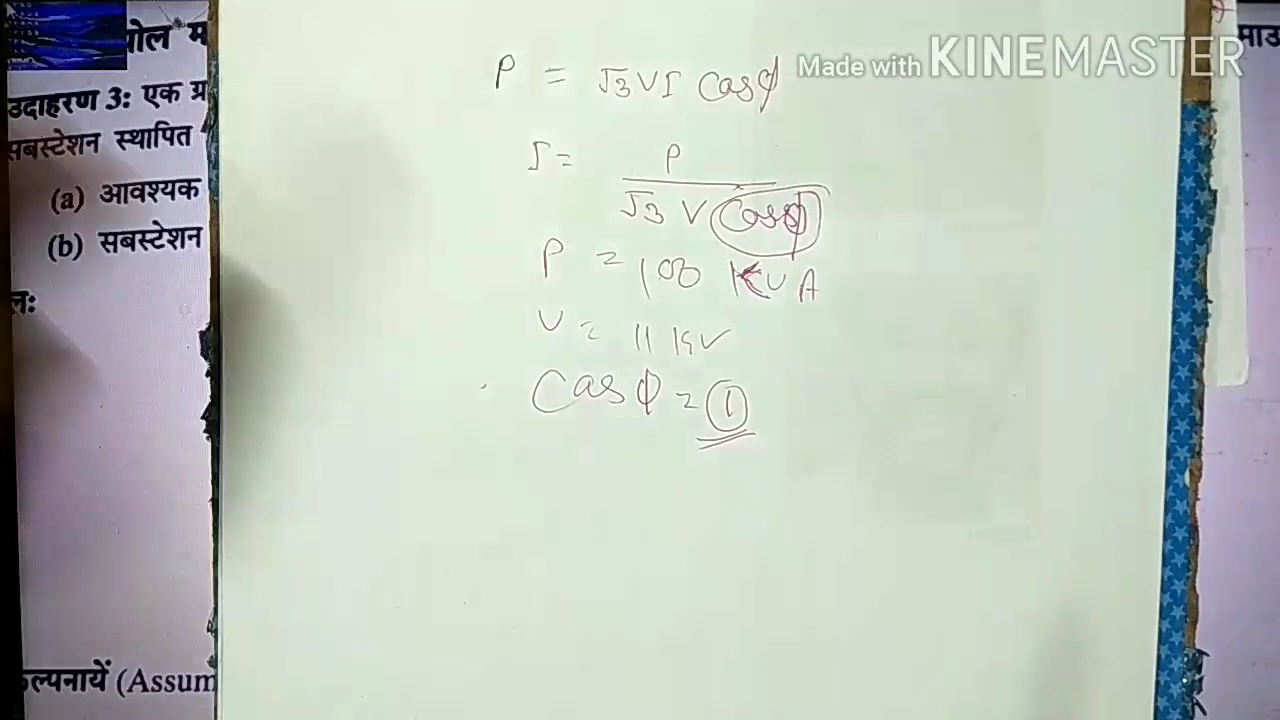 Made with KINEMASTER
पोल म
उदाहरण 3: एक प्र
सबस्टेशन स्थापित
(a) आवश्यक
(b) सबस्टेशन
ल:
ल्पनायें (Assum
माउ
P = √3 VI Cosϕ
I = P
√3 V Cosϕ
P = 100 KVA
V = 11 KV
Cosϕ = 1